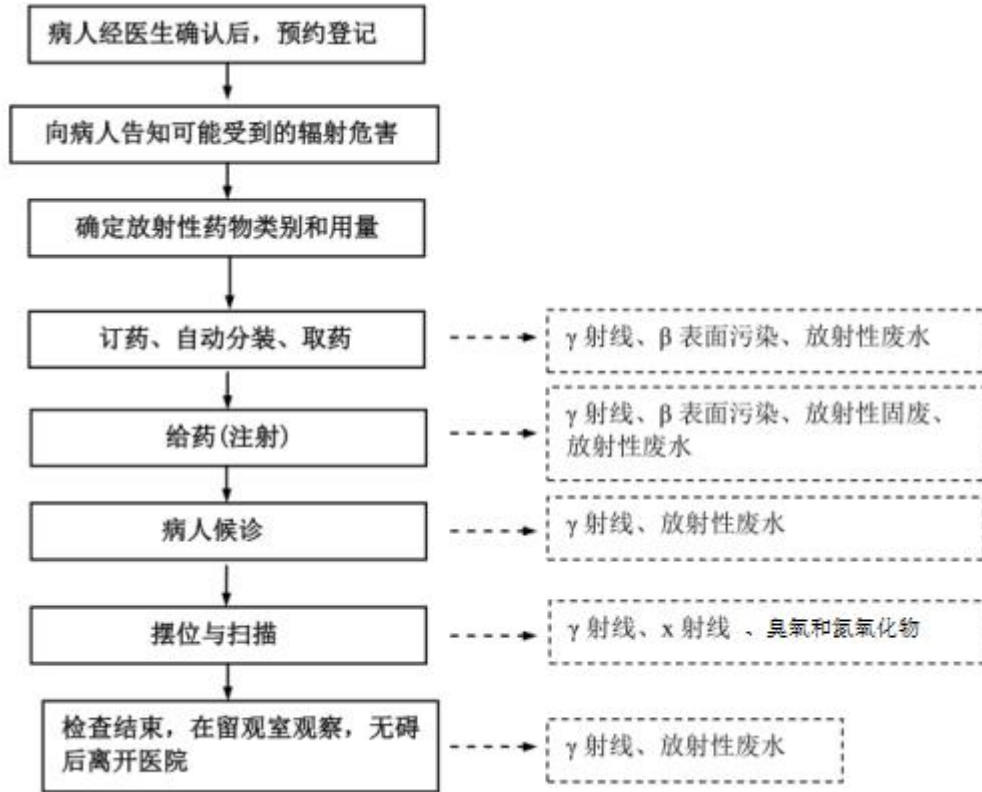 病人经医生确认后，预约登记
向病人告知可能受到的辐射危害
确定放射性药物类别和用量
订药、自动分装、取药
γ 射线、β 表面污染、放射性废水
给药(注射)
γ 射线、β 表面污染、放射性固废、
放射性废水
病人候诊
γ 射线、放射性废水
摆位与扫描
γ 射线、x 射线 、臭氧和氮氧化物
检查结束，在留观室观察，无碍
后离开医院
γ 射线、放射性废水